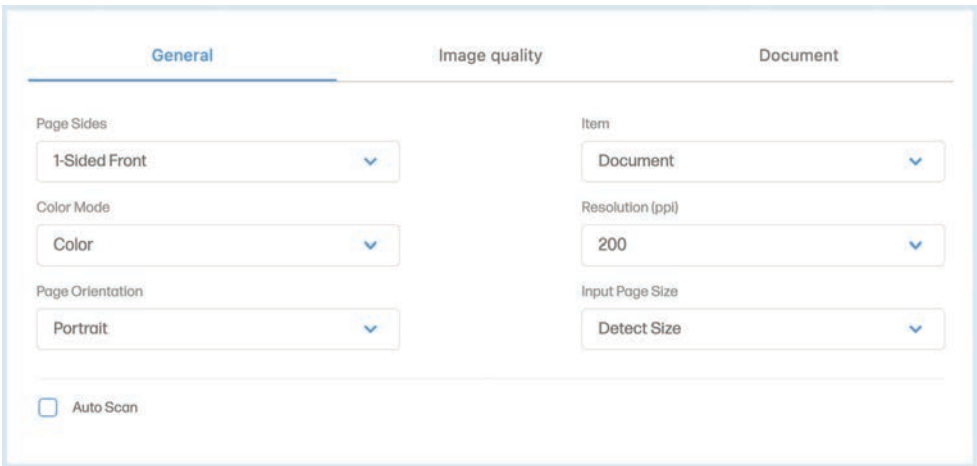 General Image quality Document
Page Sides Item
1-Sided Front Document
Color Mode Resolution (ppi)
Color 200
Page Orientation Input Page Size
Portrait Detect Size
Auto Scan